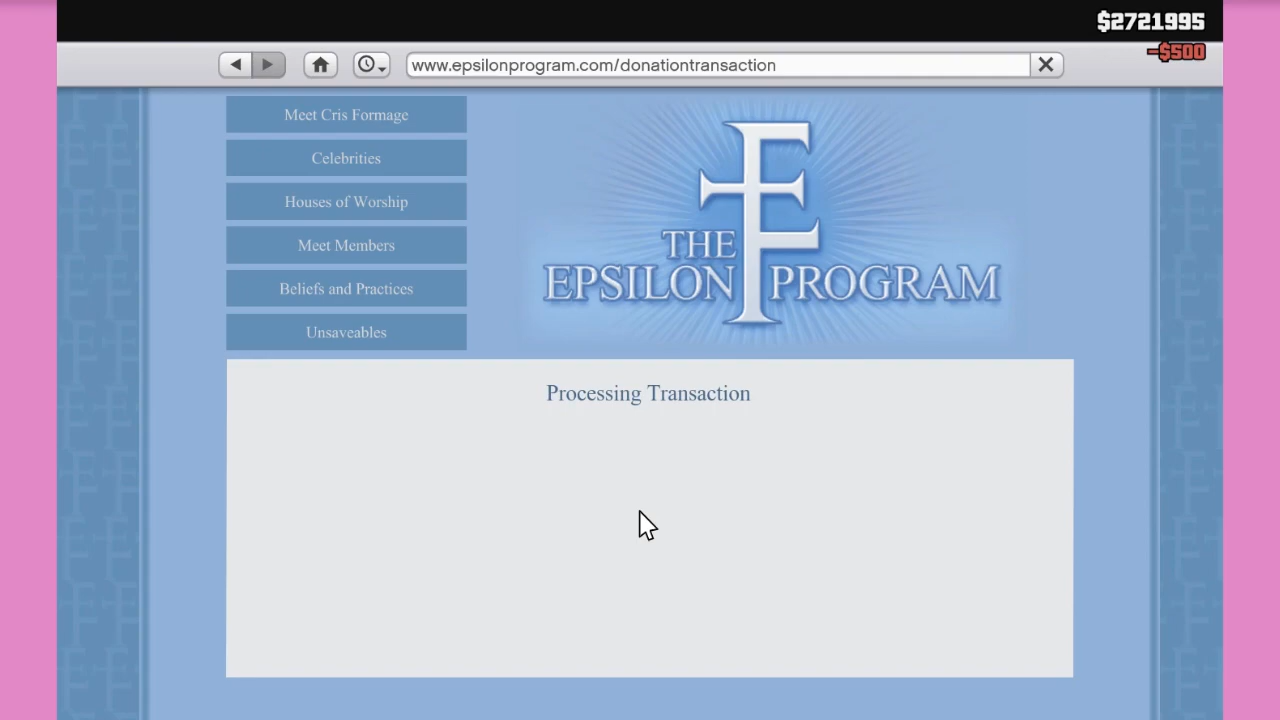 $2721995
-$500
www.epsilonprogram.com/donationtransaction
Meet Cris Formage
Celebrities
Houses of Worship
Meet Members
Beliefs and Practices
Unsaveables
THE
EPSILON PROGRAM
Processing Transaction